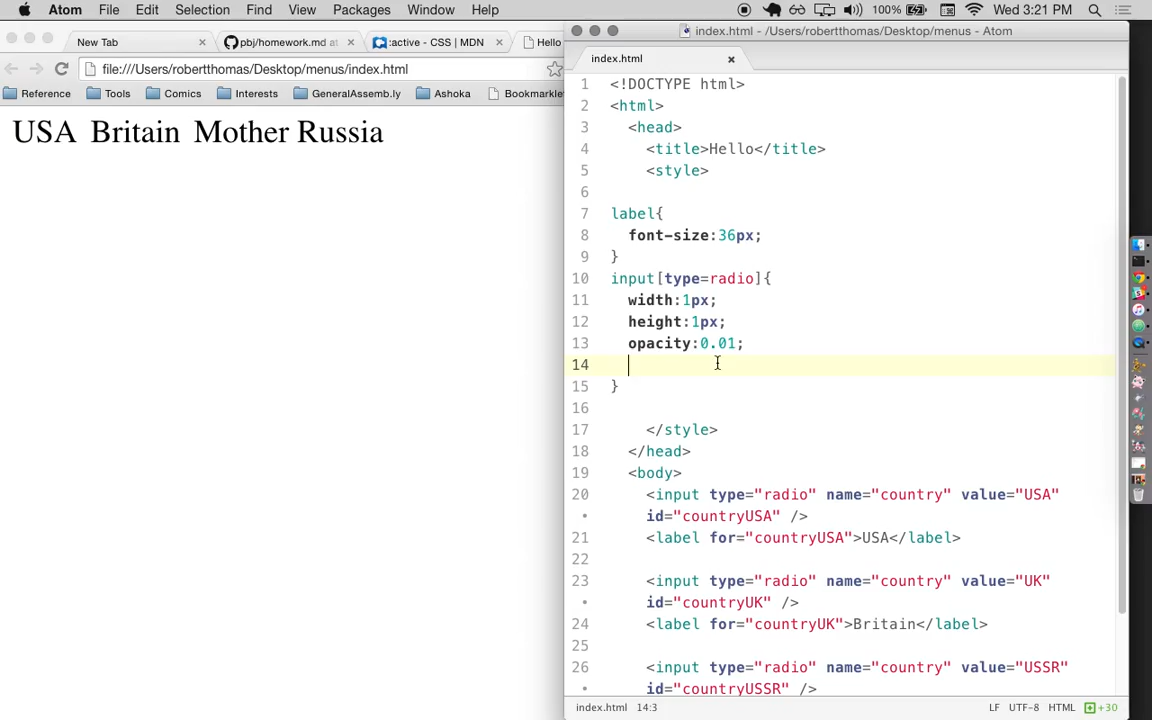 Atom File Edit View Selection Find Packages Window Help 100% Wed 3:21 PM
New Tab
pbj/homework.md at
:active - CSS | MDN
Hello
file:///Users/robertthomas/Desktop/menus/index.html
Reference Tools Comics Interests GeneralAssemb.ly Ashoka Bookmarklet
USA Britain Mother Russia
index.html - /Users/robertthomas/Desktop/menus - Atom
index.html
1 <!DOCTYPE html>
2 <html>
3 <head>
4 <title>Hello</title>
5 <style>
6
7 label{
8 font-size:36px;
9 }
10 input[type=radio]{
11 width:1px;
12 height:1px;
13 opacity:0.01;
14
15 }
16
17 </style>
18 </head>
19 <body>
20 <input type="radio" name="country" value="USA"
• id="countryUSA" />
21 <label for="countryUSA">USA</label>
22
23 <input type="radio" name="country" value="UK"
• id="countryUK" />
24 <label for="countryUK">Britain</label>
25
26 <input type="radio" name="country" value="USSR"
• id="countryUSSR" />
index.html 14:3 LF UTF-8 HTML +30